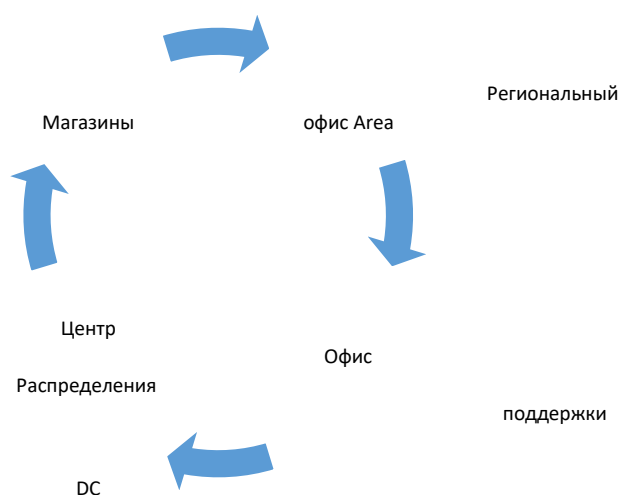 Региональный
Магазины
офис Area
Центр
Офис
Распределения
поддержки
DC